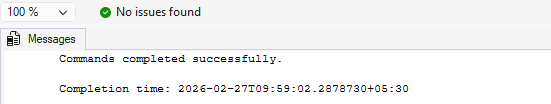 100 %
No issues found
Messages
Commands completed successfully.
Completion time: 2026-02-27T09:59:02.2878730+05:30